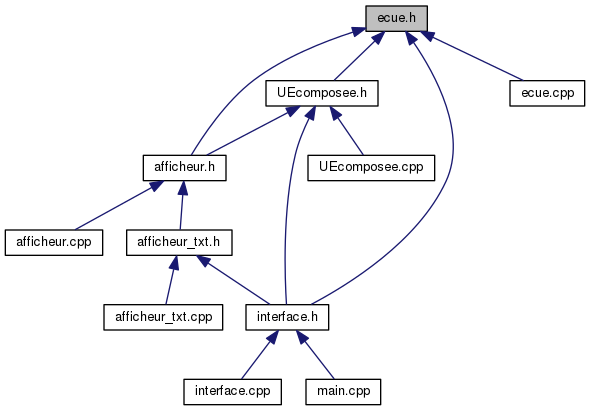 ecue.h
UEcomposee.h
ecue.cpp
afficheur.h
UEcomposee.cpp
afficheur.cpp
afficheur_txt.h
afficheur_txt.cpp
interface.h
interface.cpp
main.cpp